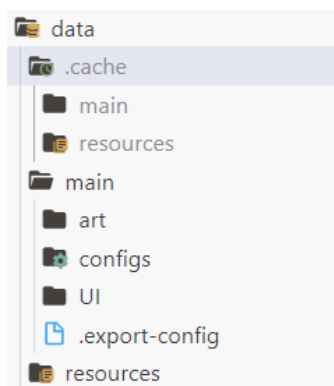 data
.cache
main
resources
main
art
configs
UI
.export-config
resources